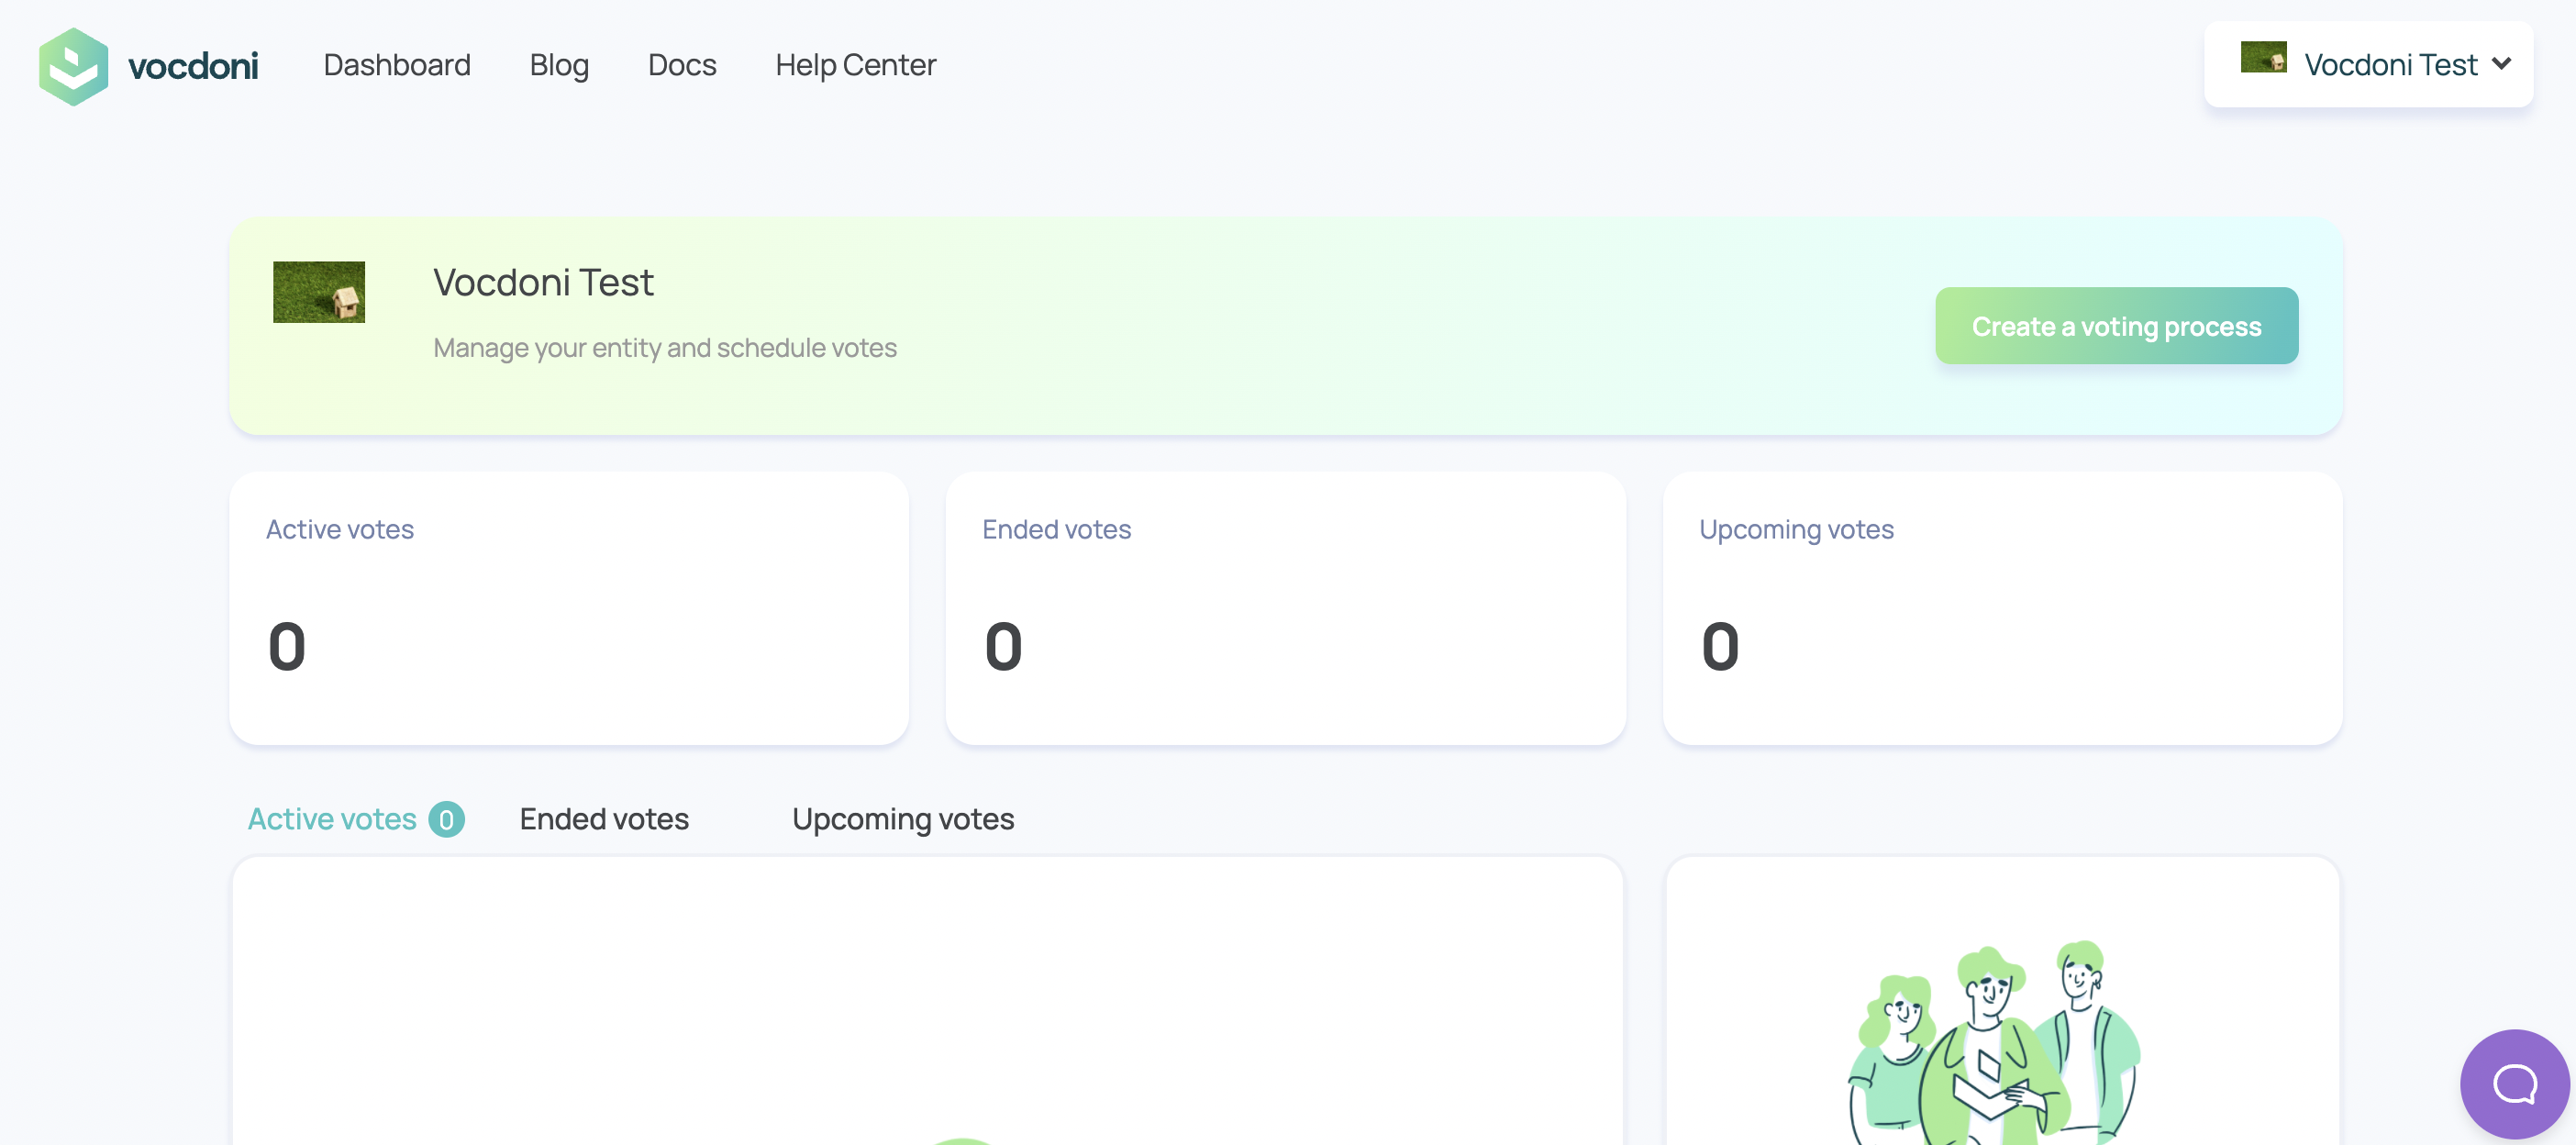 vocdoni Dashboard Blog Docs Help Center Vocdoni Test
Vocdoni Test
Manage your entity and schedule votes
Create a voting process
Active votes
0
Ended votes
0
Upcoming votes
0
Active votes 0 Ended votes Upcoming votes